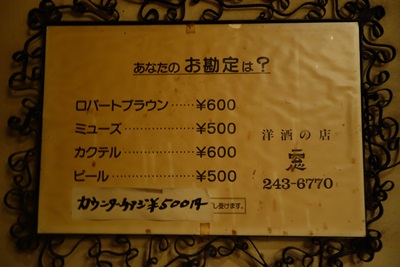 あなたの お勘定は？
ロバートブラウン……¥600
ミューズ……¥500
カクテル……¥600
ビール……¥500
カウンターチャージ¥500円
し受けます。
洋酒の店
243-6770